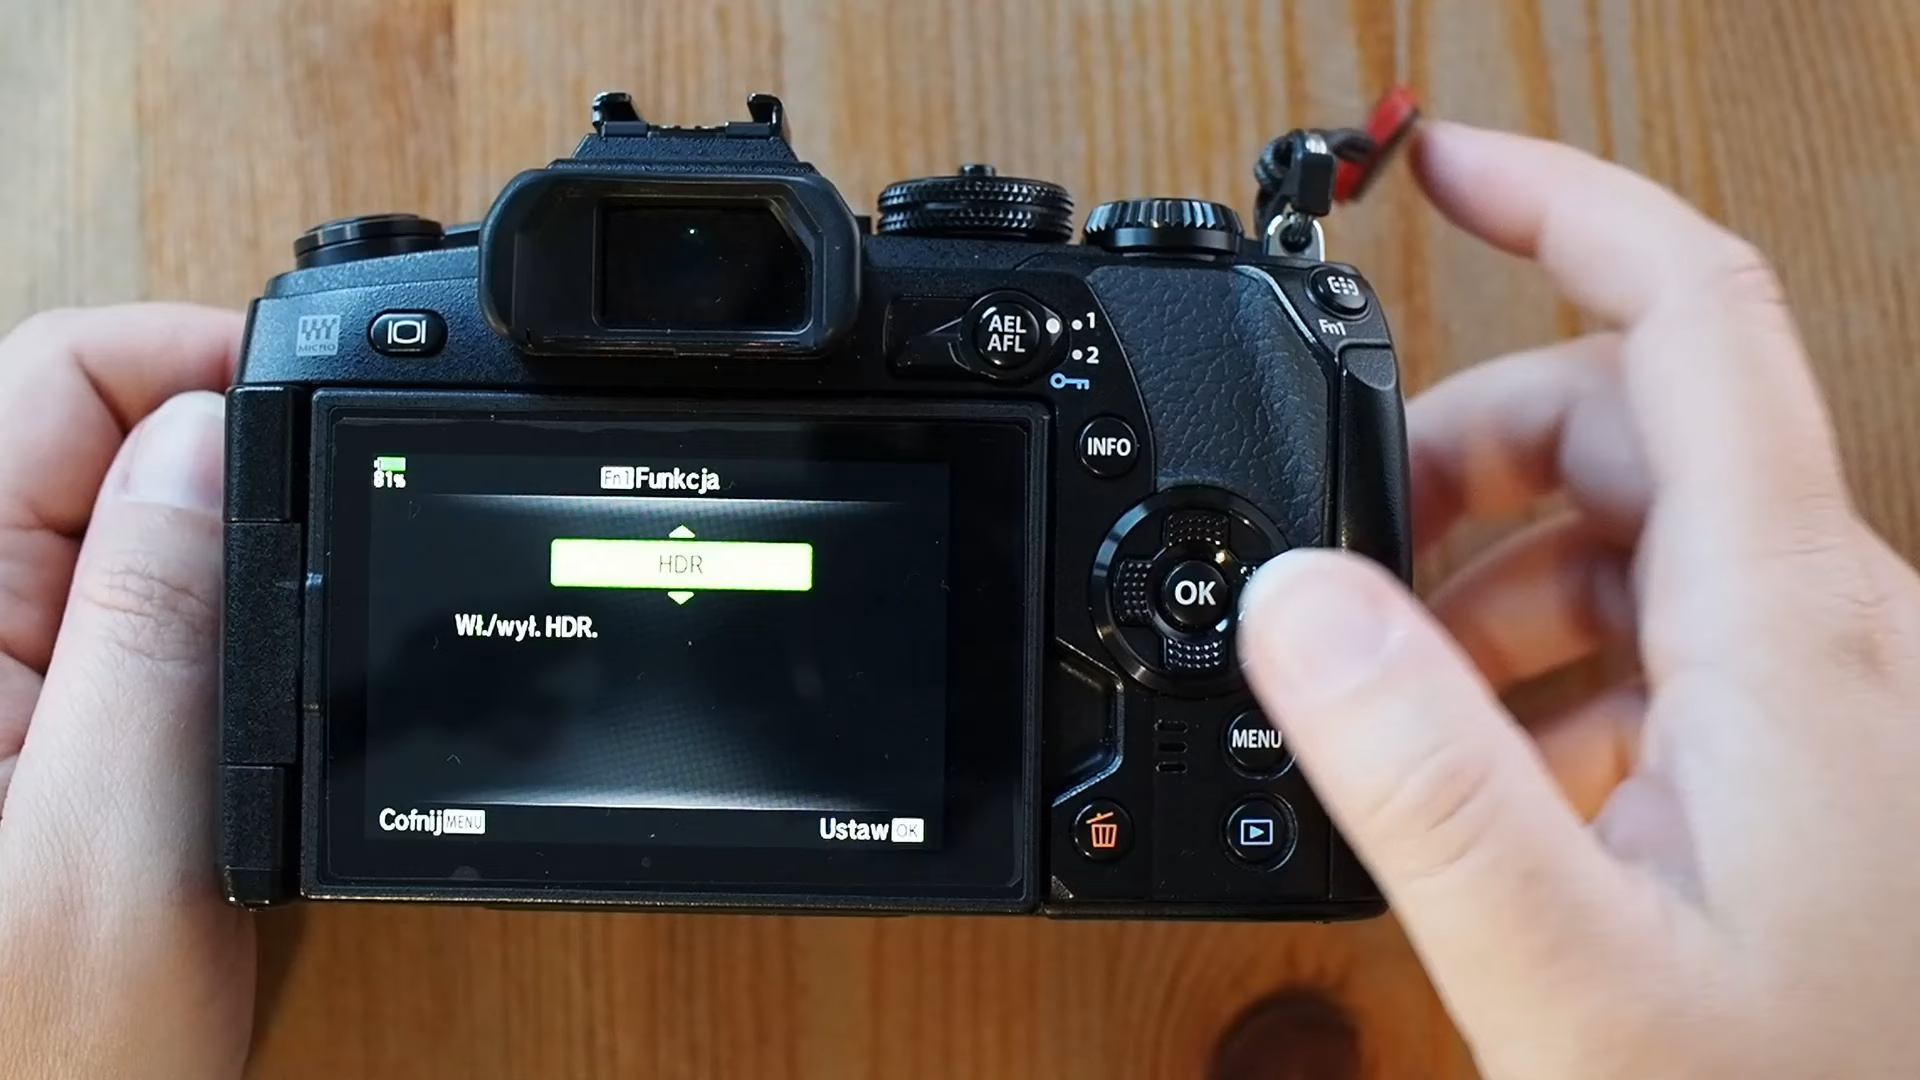 MICRO
AEL
AFL
1
2
Fn1
INFO
81%
Fn1 Funkcja
HDR
Wł./wył. HDR.
OK
MENU
Cofnij MENU
Ustaw OK